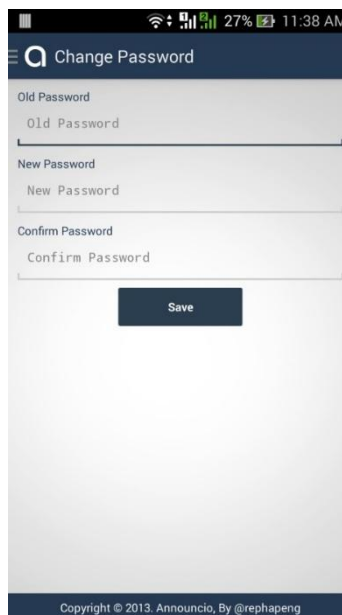 27% 11:38 AM
Change Password
Old Password
Old Password
New Password
New Password
Confirm Password
Confirm Password
Save
Copyright © 2013. Announcio, By @rephapeng